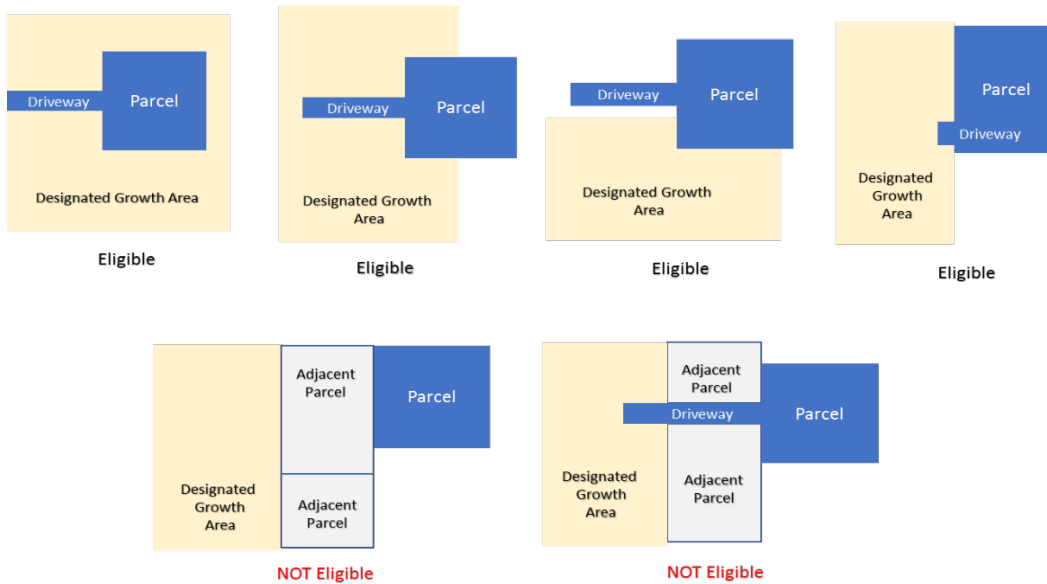 Driveway
Parcel
Designated Growth Area
Eligible
Driveway
Parcel
Designated Growth
Area
Eligible
Driveway
Parcel
Designated Growth
Area
Eligible
Parcel
Driveway
Designated
Growth
Area
Eligible
Designated
Growth
Area
Adjacent
Parcel
Adjacent
Parcel
Parcel
NOT Eligible
Designated
Growth
Area
Adjacent
Parcel
Driveway
Adjacent
Parcel
Parcel
NOT Eligible